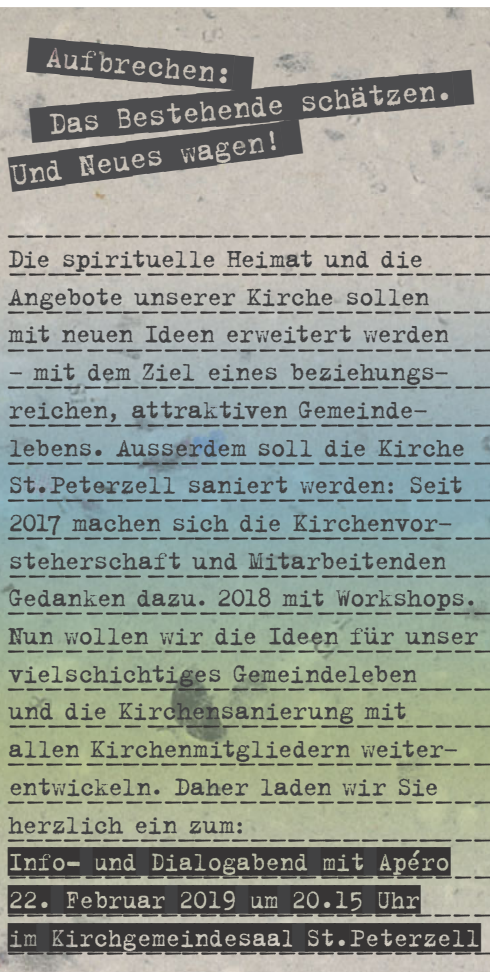 Aufbrechen:
Das Bestehende schätzen.
Und Neues wagen!
Die spirituelle Heimat und die
Angebote unserer Kirche sollen
mit neuen Ideen erweitert werden
– mit dem Ziel eines beziehungs-
reichen, attraktiven Gemeinde-
lebens. Ausserdem soll die Kirche
St.Peterzell saniert werden: Seit
2017 machen sich die Kirchenvor-
steherschaft und Mitarbeitenden
Gedanken dazu. 2018 mit Workshops.
Nun wollen wir die Ideen für unser
vielschichtiges Gemeindeleben
und die Kirchensanierung mit
allen Kirchenmitgliedern weiter-
entwickeln. Daher laden wir Sie
herzlich ein zum:
Info- und Dialogabend mit Apéro
22. Februar 2019 um 20.15 Uhr
im Kirchgemeindesaal St.Peterzell